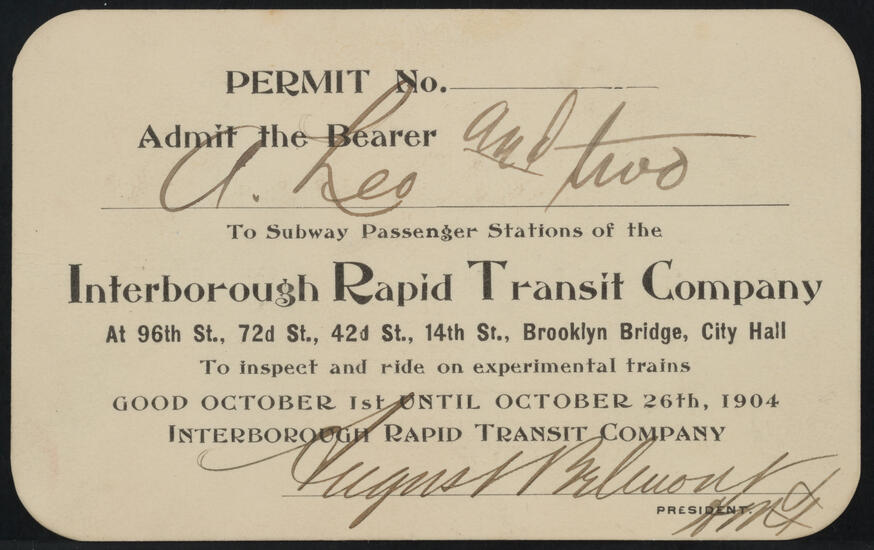 PERMIT No.
Admit the Bearer and two
A. Leo
To Subway Passenger Stations of the
Interborough Rapid Transit Company
At 96th St., 72d St., 42d St., 14th St., Brooklyn Bridge, City Hall
To inspect and ride on experimental trains
GOOD OCTOBER 1st UNTIL OCTOBER 26th, 1904
INTERBOROUGH RAPID TRANSIT COMPANY
August Belmont
PRESIDENT.